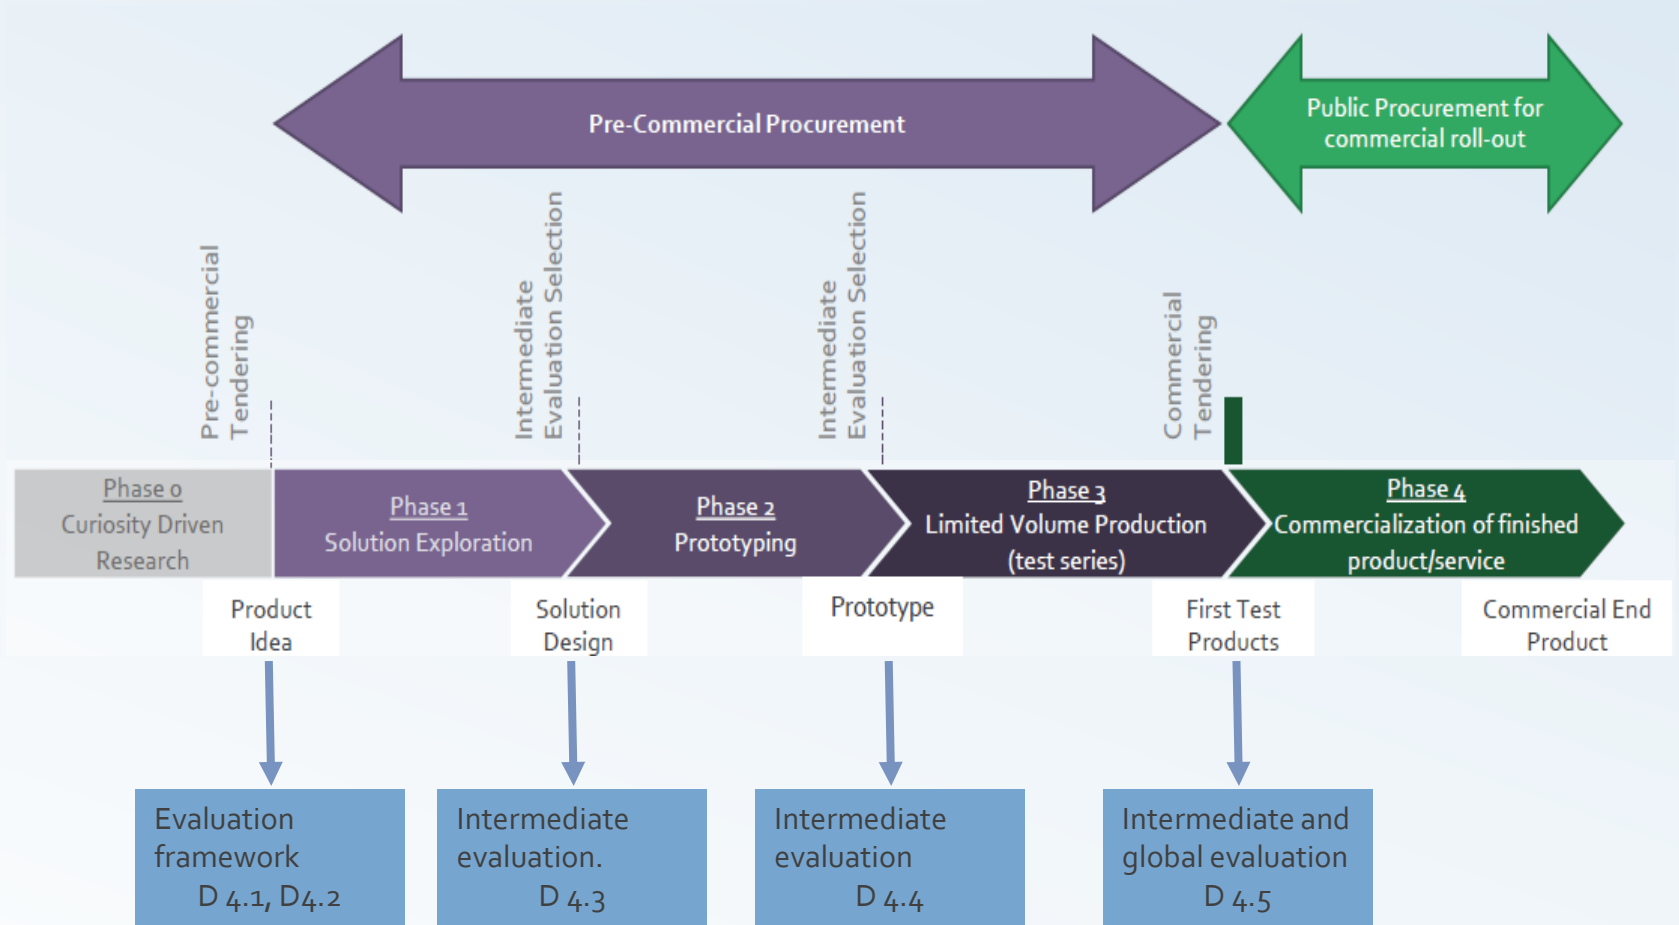 Pre-Commercial Procurement
Public Procurement for
commercial roll-out
Pre-commercial
Tendering
Intermediate
Evaluation Selection
Intermediate
Evaluation Selection
Commercial
Tendering
Phase 0
Curiosity Driven
Research
Phase 1
Solution Exploration
Phase 2
Prototyping
Phase 3
Limited Volume Production
(test series)
Phase 4
Commercialization of finished
product/service
Product
Idea
Solution
Design
Prototype
First Test
Products
Commercial End
Product
Evaluation
framework
D 4.1, D4.2
Intermediate
evaluation.
D 4.3
Intermediate
evaluation
D 4.4
Intermediate and
global evaluation
D 4.5